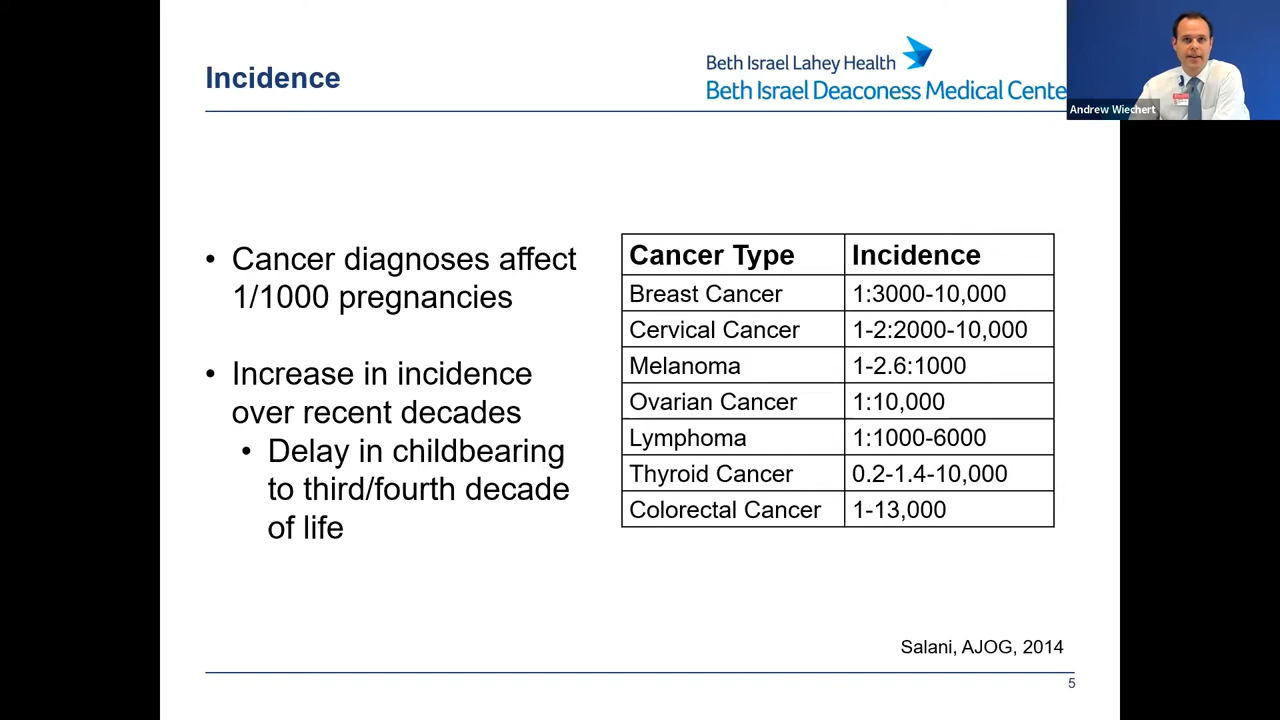 Incidence
Beth Israel Lahey Health
Beth Israel Deaconess Medical Cente
Andrew Wiechert
• Cancer diagnoses affect
1/1000 pregnancies
• Increase in incidence
over recent decades
• Delay in childbearing
to third/fourth decade
of life
Cancer Type Incidence
Breast Cancer 1:3000-10,000
Cervical Cancer 1-2:2000-10,000
Melanoma 1-2.6:1000
Ovarian Cancer 1:10,000
Lymphoma 1:1000-6000
Thyroid Cancer 0.2-1.4-10,000
Colorectal Cancer 1-13,000
Salani, AJOG, 2014
5